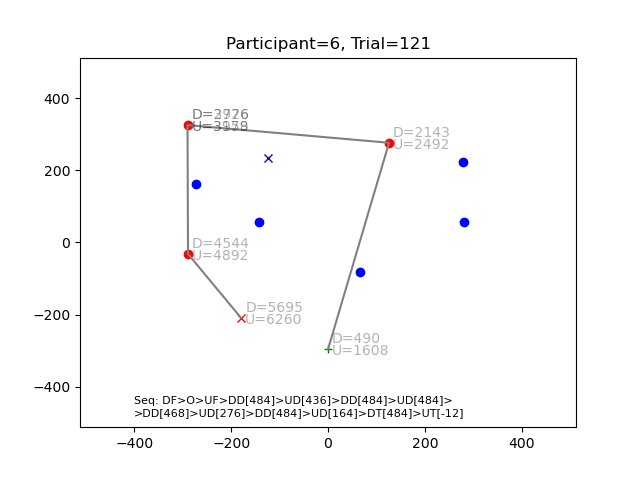 Participant=6, Trial=121
400
D=2143
U=2492
200
0
D=4544
U=4892
−200
D=5695
U=6260
D=490
U=1608
−400
Seq: DF>O>UF>DD[484]>UD[436]>DD[484]>UD[484]>
>DD[468]>UD[276]>DD[484]>UD[164]>DT[484]>UT[-12]
−400 −200 0 200 400